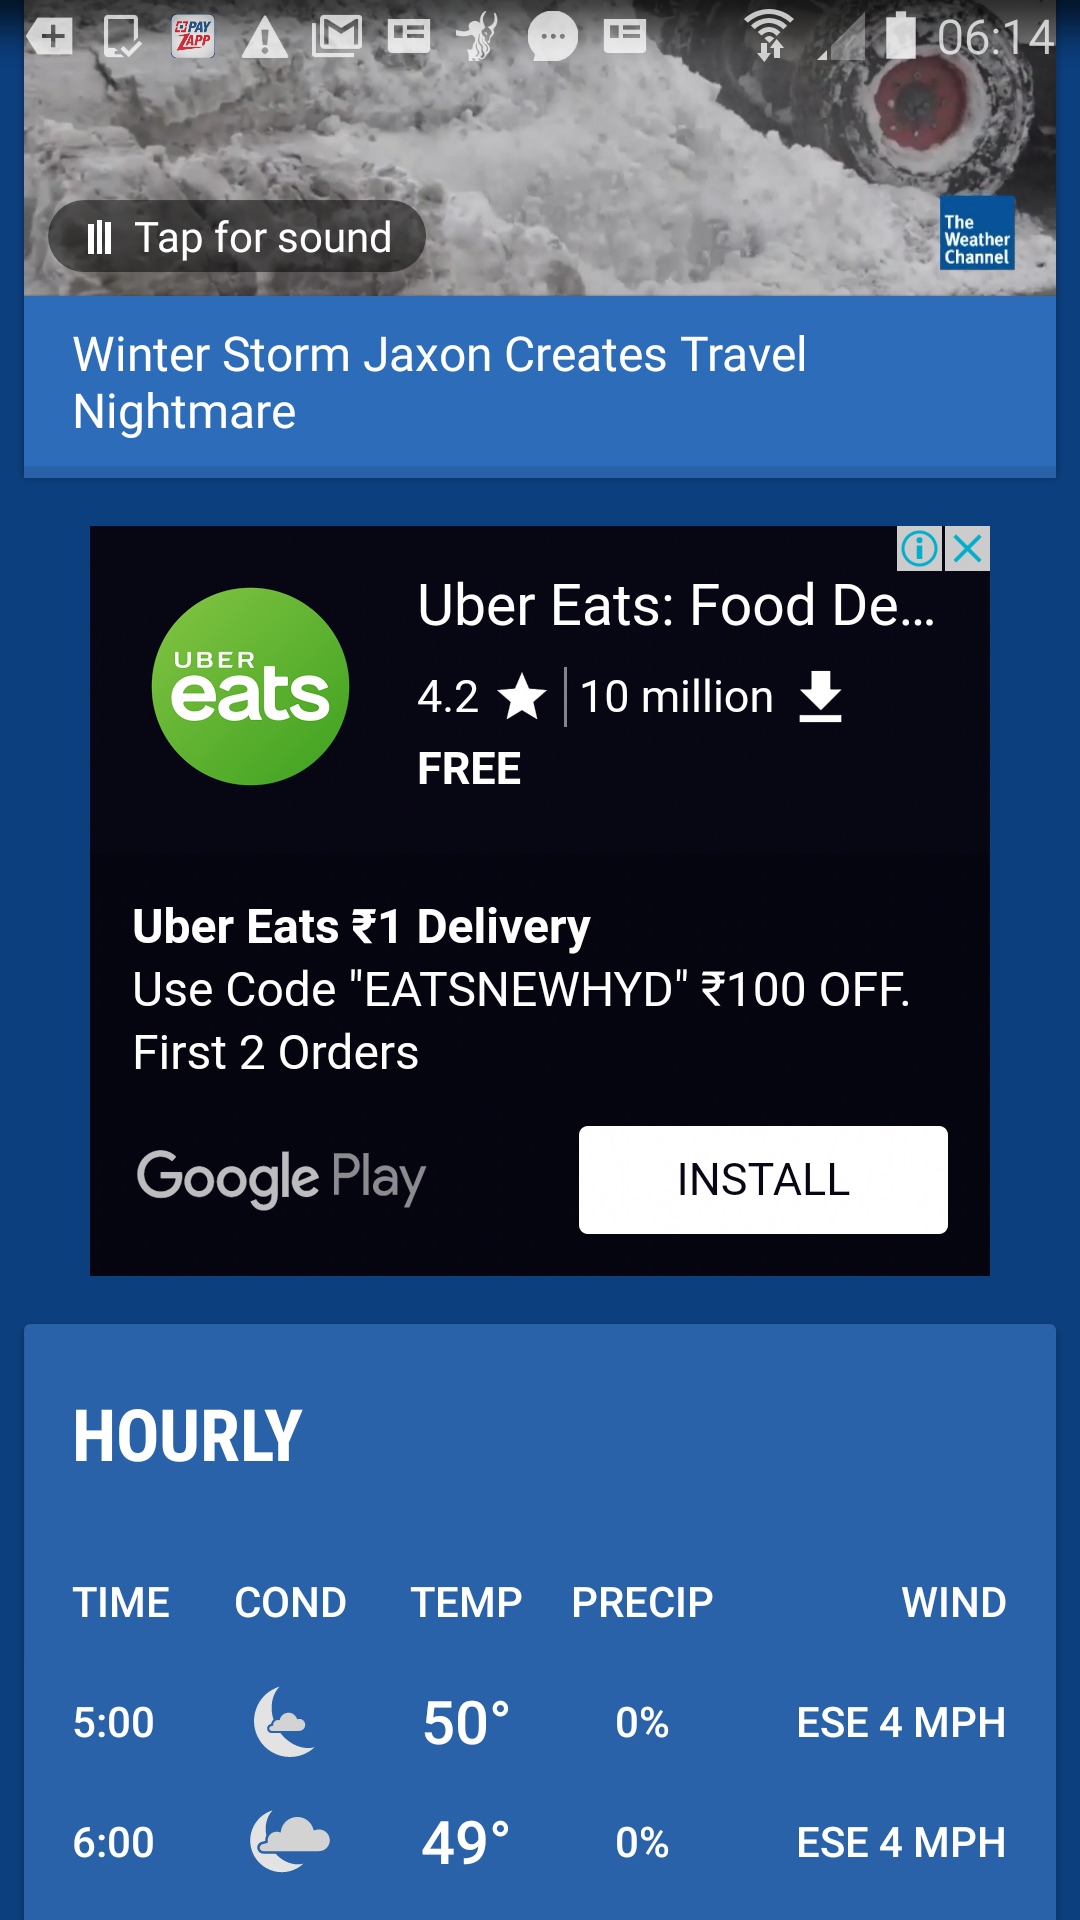 PAY
ZAPP
06:14
Tap for sound
The
Weather
Channel
Winter Storm Jaxon Creates Travel
Nightmare
Uber Eats: Food De...
UBER
eats
4.2 ★ | 10 million
FREE
Uber Eats ₹1 Delivery
Use Code "EATSNEWHYD" ₹100 OFF.
First 2 Orders
Google Play
INSTALL
HOURLY
TIME COND TEMP PRECIP WIND
5:00 50° 0% ESE 4 MPH
6:00 49° 0% ESE 4 MPH